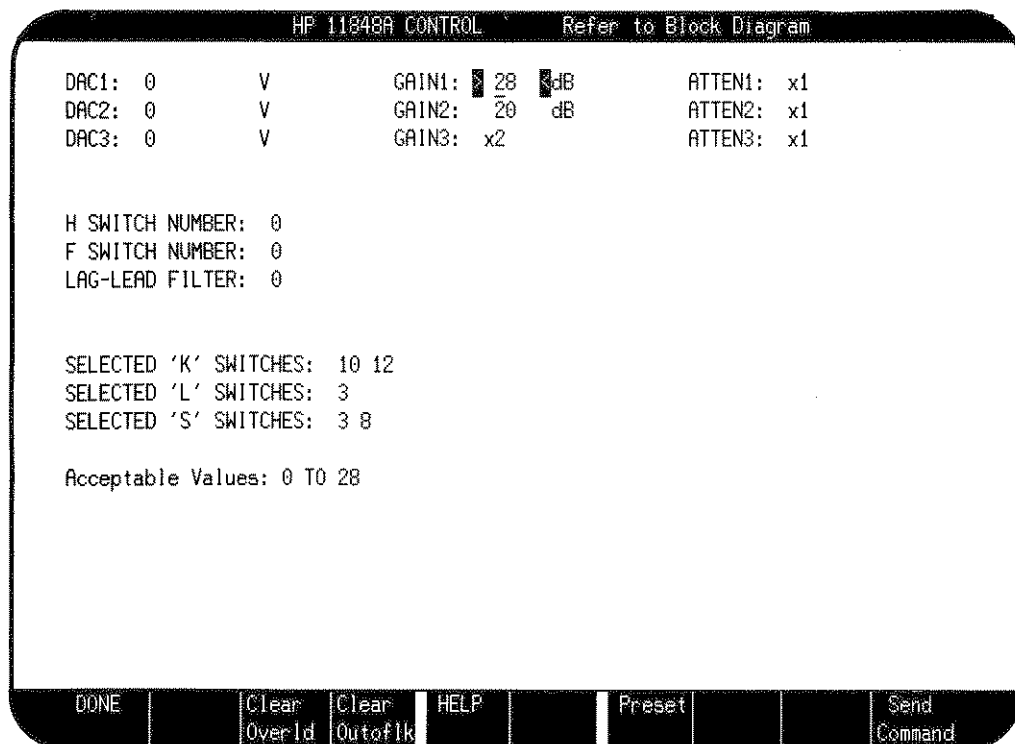 HP 11848A CONTROL Refer to Block Diagram
DAC1: 0 V GAIN1: > 28 <dB ATTEN1: x1
DAC2: 0 V GAIN2: 20 dB ATTEN2: x1
DAC3: 0 V GAIN3: x2 ATTEN3: x1
H SWITCH NUMBER: 0
F SWITCH NUMBER: 0
LAG-LEAD FILTER: 0
SELECTED 'K' SWITCHES: 10 12
SELECTED 'L' SWITCHES: 3
SELECTED 'S' SWITCHES: 3 8
Acceptable Values: 0 TO 28
DONE Clear Clear HELP Preset Send
Overld Outoflk Command